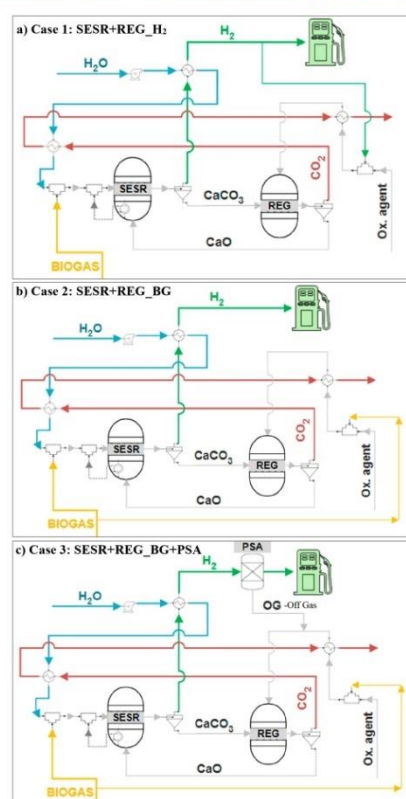 a) Case 1: SESR+REG_H₂
H₂
H₂O
SESR
CaCO₃
REG
CO₂
CaO
BIOGAS
Ox. agent
b) Case 2: SESR+REG_BG
H₂
H₂O
SESR
CaCO₃
REG
CO₂
CaO
BIOGAS
Ox. agent
c) Case 3: SESR+REG_BG+PSA
PSA
H₂
H₂O
OG -Off Gas
SESR
CaCO₃
REG
CO₂
CaO
BIOGAS
Ox. agent